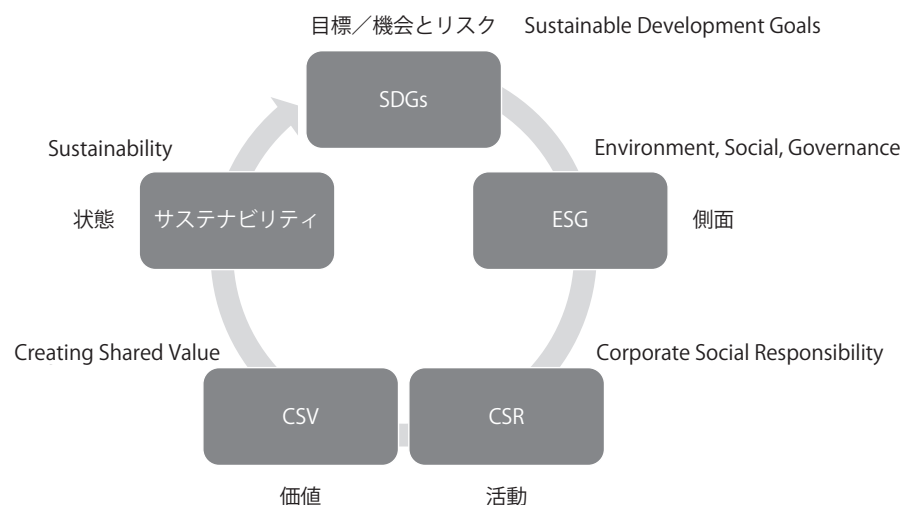 目標／機会とリスク Sustainable Development Goals
SDGs
Sustainability
Environment, Social, Governance
状態
サステナビリティ
ESG
側面
Creating Shared Value
Corporate Social Responsibility
CSV
CSR
価値
活動